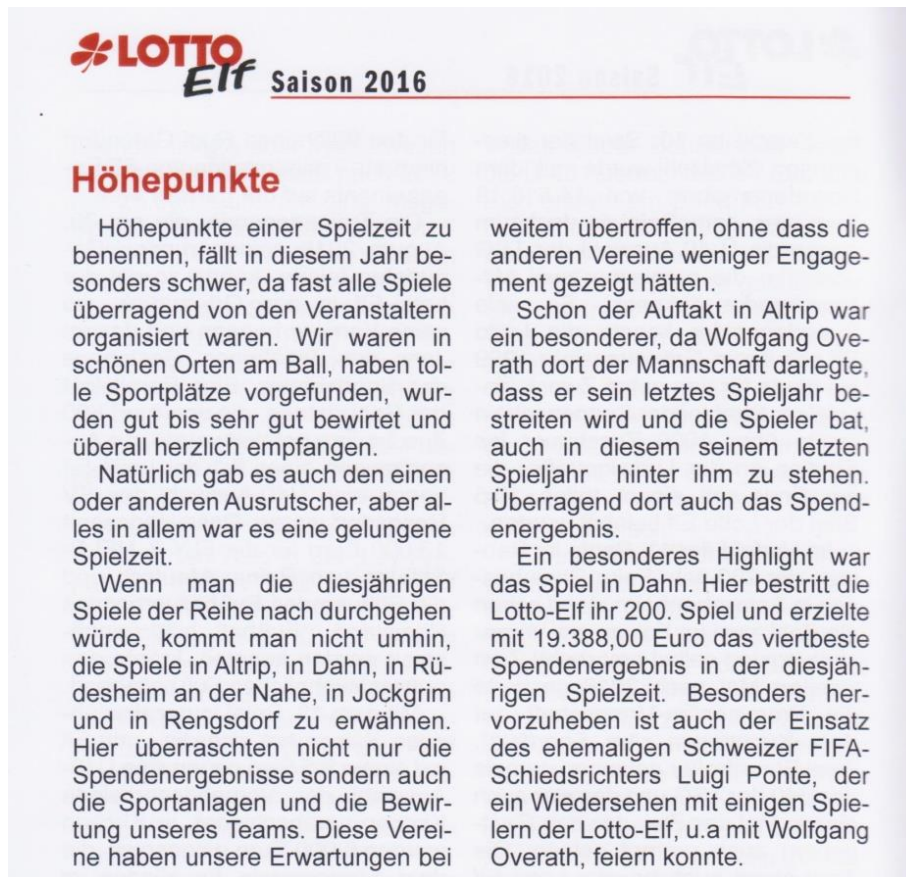 LOTTO
Elf Saison 2016
Höhepunkte
Höhepunkte einer Spielzeit zu
benennen, fällt in diesem Jahr be-
sonders schwer, da fast alle Spiele
überragend von den Veranstaltern
organisiert waren. Wir waren in
schönen Orten am Ball, haben tol-
le Sportplätze vorgefunden, wur-
den gut bis sehr gut bewirtet und
überall herzlich empfangen.
Natürlich gab es auch den einen
oder anderen Ausrutscher, aber al-
les in allem war es eine gelungene
Spielzeit.
Wenn man die diesjährigen
Spiele der Reihe nach durchgehen
würde, kommt man nicht umhin,
die Spiele in Altrip, in Dahn, in Rü-
desheim an der Nahe, in Jockgrim
und in Rengsdorf zu erwähnen.
Hier überraschten nicht nur die
Spendenergebnisse sondern auch
die Sportanlagen und die Bewir-
tung unseres Teams. Diese Verei-
ne haben unsere Erwartungen bei
weitem übertroffen, ohne dass die
anderen Vereine weniger Engage-
ment gezeigt hätten.
Schon der Auftakt in Altrip war
ein besonderer, da Wolfgang Ove-
rath dort der Mannschaft darlegte,
dass er sein letztes Spieljahr be-
streiten wird und die Spieler bat,
auch in diesem seinem letzten
Spieljahr hinter ihm zu stehen.
Überragend dort auch das Spend-
energebnis.
Ein besonderes Highlight war
das Spiel in Dann. Hier bestritt die
Lotto-Elf ihr 200. Spiel und erzielte
mit 19.388,00 Euro das viertbeste
Spendenergebnis in der diesjäh-
rigen Spielzeit. Besonders her-
vorzuheben ist auch der Einsatz
des ehemaligen Schweizer FIFA-
Schiedsrichters Luigi Ponte, der
ein Wiedersehen mit einigen Spie-
lern der Lotto-Elf, u.a mit Wolfgang
Overath, feiern konnte.